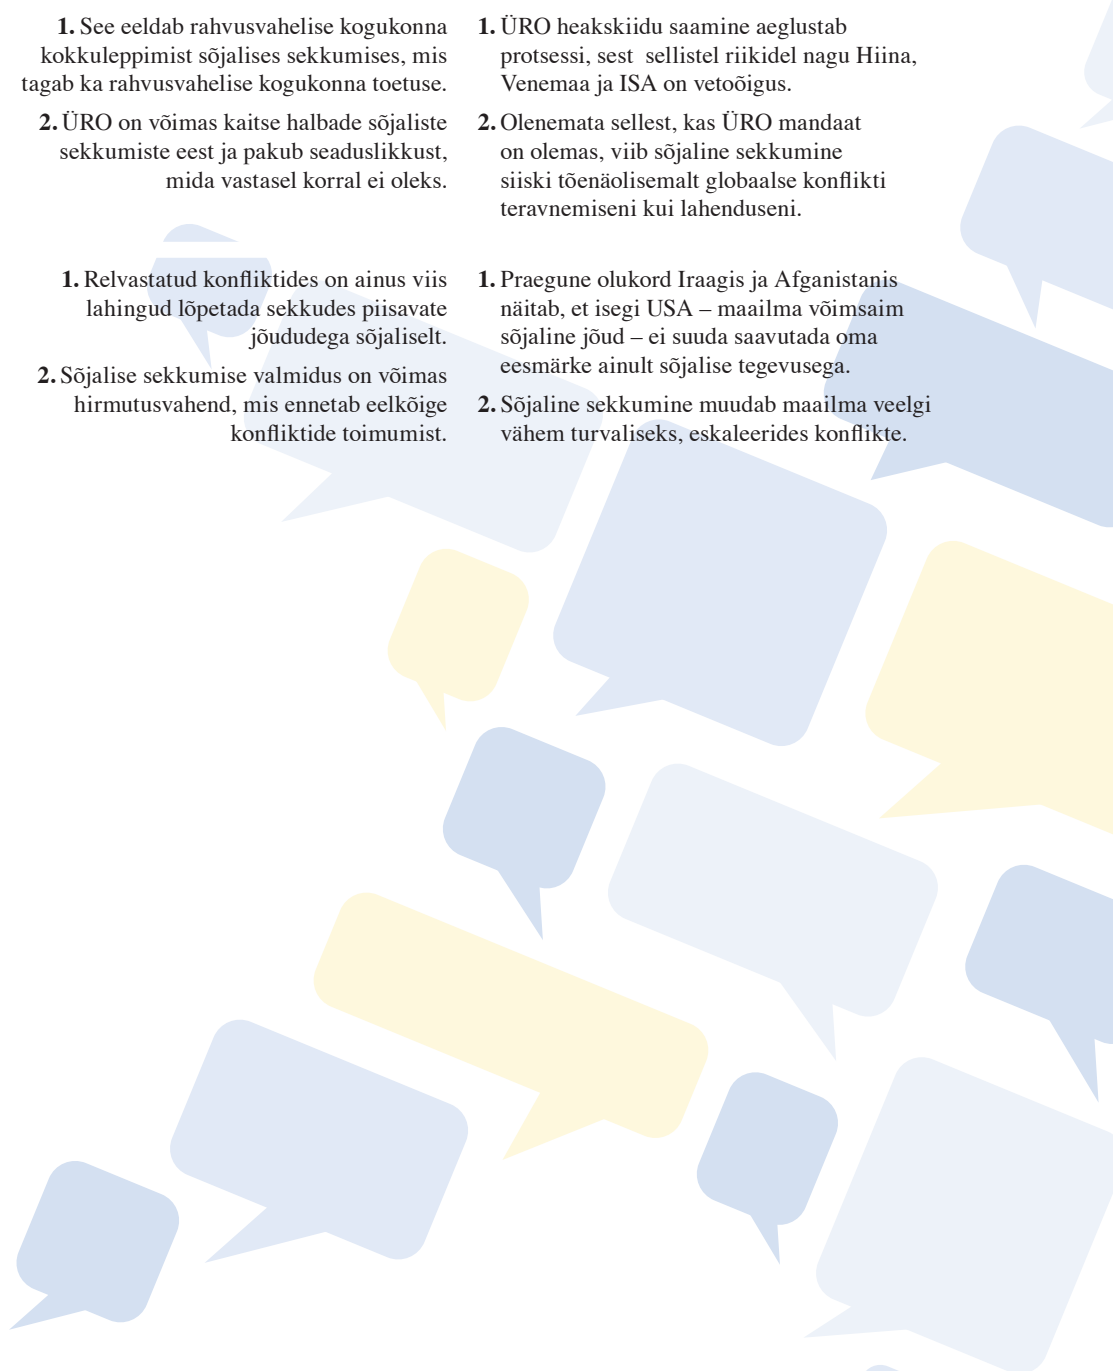 1. See eeldab rahvusvahelise kogukonna
kokkuleppimist sõjalises sekkumises, mis
tagab ka rahvusvahelise kogukonna toetuse.
2. ÜRO on võimas kaitse halbade sõjaliste
sekkumiste eest ja pakub seaduslikkust,
mida vastasel korral ei oleks.
1. ÜRO heakskiidu saamine aeglustab
protsessi, sest sellistel riikidel nagu Hiina,
Venemaa ja ISA on vetoõigus.
2. Olenemata sellest, kas ÜRO mandaat
on olemas, viib sõjaline sekkumine
siiski tõenäolisemalt globaalse konflikti
teravnemiseni kui lahenduseni.
1. Relvastatud konfliktides on ainus viis
lahingud lõpetada sekkudes piisavate
jõududega sõjaliselt.
2. Sõjalise sekkumise valmidus on võimas
hirmutusvahend, mis ennetab eelkõige
konfliktide toimumist.
1. Praegune olukord Iraagis ja Afganistanis
näitab, et isegi USA – maailma võimsaim
sõjaline jõud – ei suuda saavutada oma
eesmärke ainult sõjalise tegevusega.
2. Sõjaline sekkumine muudab maailma veelgi
vähem turvaliseks, eskaleerides konflikte.